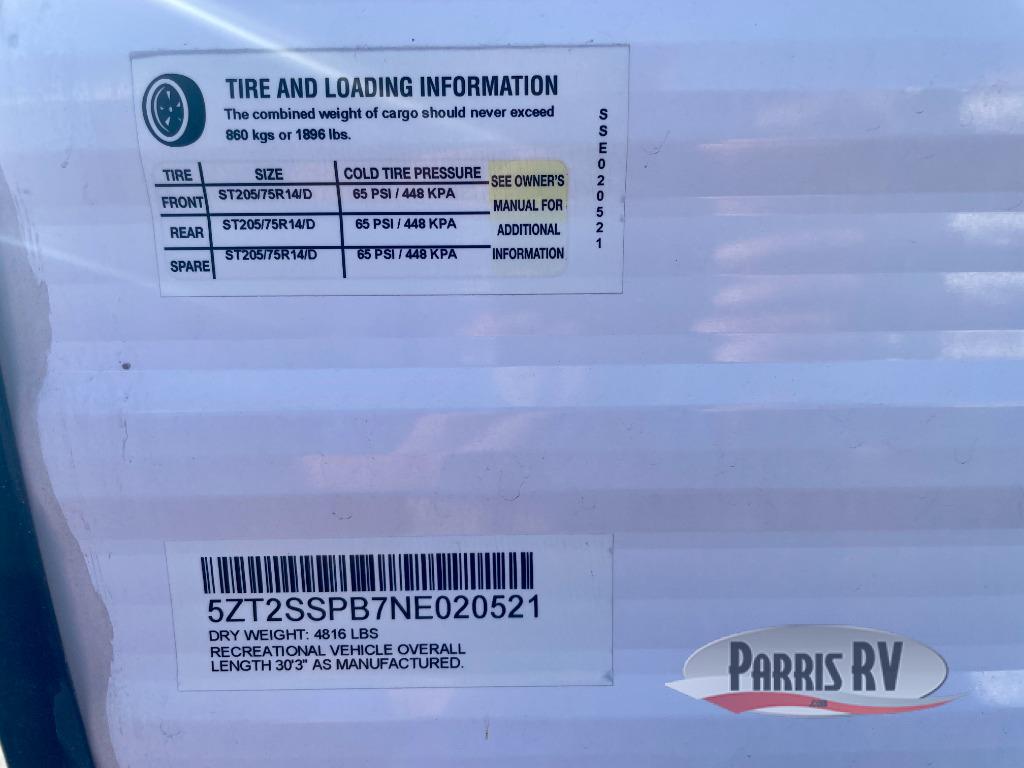 TIRE AND LOADING INFORMATION
The combined weight of cargo should never exceed
860 kgs or 1896 lbs.
TIRE SIZE COLD TIRE PRESSURE SEE OWNER'S
FRONT ST205/75R14/D 65 PSI / 448 KPA MANUAL FOR
REAR ST205/75R14/D 65 PSI / 448 KPA ADDITIONAL
SPARE ST205/75R14/D 65 PSI / 448 KPA INFORMATION
SSE020521
5ZT2SSPB7NE020521
DRY WEIGHT: 4816 LBS
RECREATIONAL VEHICLE OVERALL
LENGTH 30'3" AS MANUFACTURED.
PARRIS RV
.com